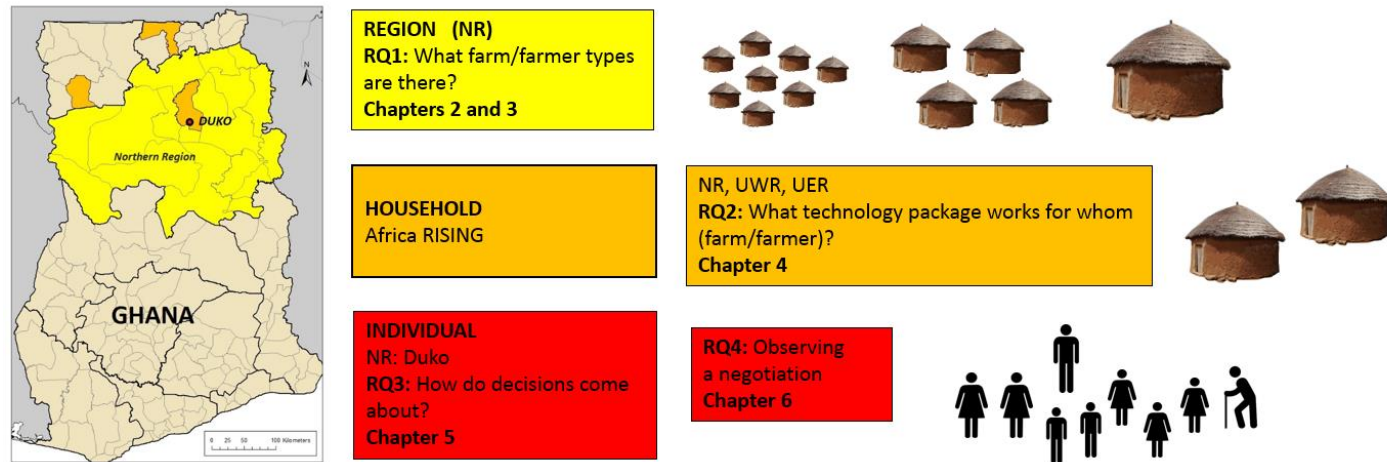 N
DUKO
Northern Region
GHANA
0 25 50 100 Kilometers
REGION (NR)
RQ1: What farm/farmer types
are there?
Chapters 2 and 3
HOUSEHOLD
Africa RISING
NR, UWR, UER
RQ2: What technology package works for whom
(farm/farmer)?
Chapter 4
INDIVIDUAL
NR: Duko
RQ3: How do decisions come
about?
Chapter 5
RQ4: Observing
a negotiation
Chapter 6